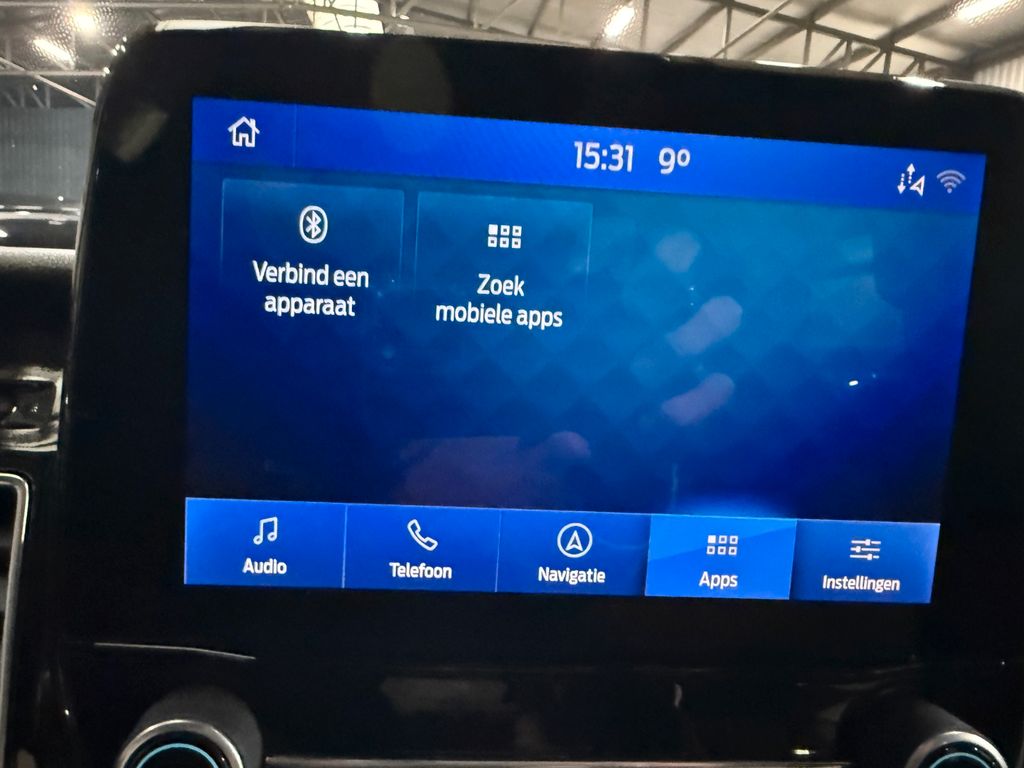 15:31 9º
Verbind een
apparaat
Zoek
mobiele apps
Audio
Telefoon
Navigatie
Apps
Instellingen